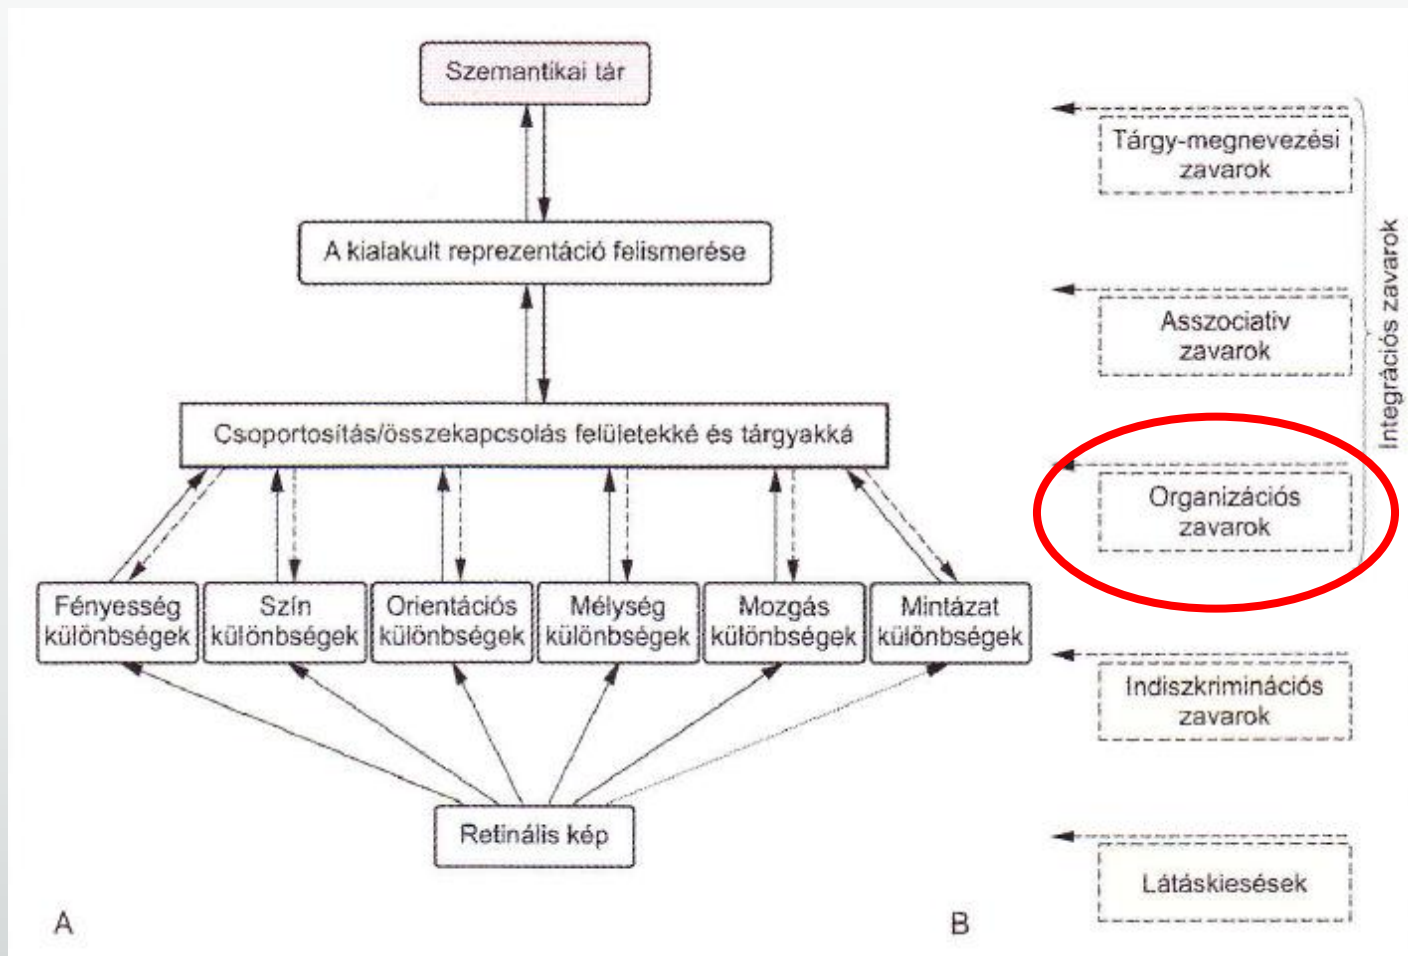 Szemantikai tár
A kialakult reprezentáció felismerése
Csoportosítás/összekapcsolás felületekké és tárgyakká
Fényesség
különbségek
Szín
különbségek
Orientációs
különbségek
Mélység
különbségek
Mozgás
különbségek
Mintázat
különbségek
Retinális kép
A
Tárgy-megnevezési
zavarok
Asszociatív
zavarok
Organizációs
zavarok
Indiszkriminációs
zavarok
Látáskiesések
Integrációs zavarok
B